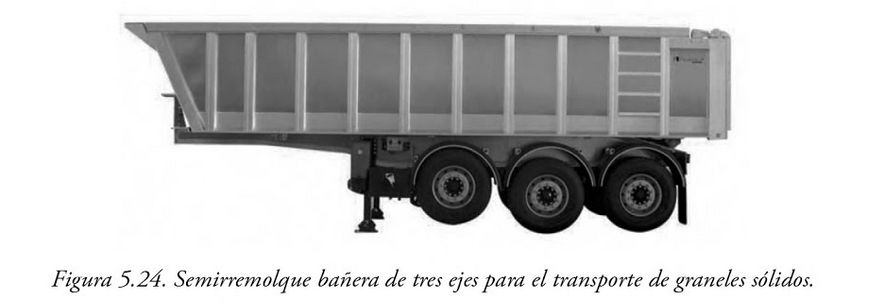 Figura 5.24. Semirremolque bañera de tres ejes para el transporte de graneles sólidos.